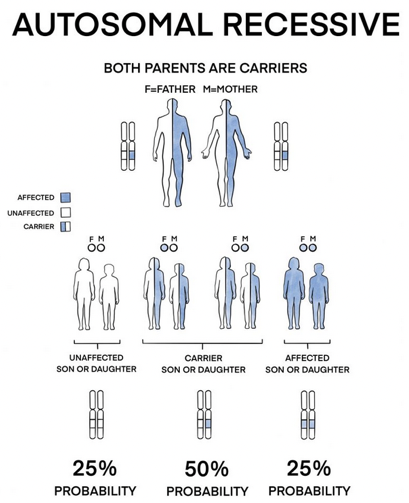 AUTOSOMAL RECESSIVE
BOTH PARENTS ARE CARRIERS
F=FATHER M=MOTHER
AFFECTED
UNAFFECTED
CARRIER
F M
F M
F M
F M
UNAFFECTED
SON OR DAUGHTER
CARRIER
SON OR DAUGHTER
AFFECTED
SON OR DAUGHTER
25%
PROBABILITY
50%
PROBABILITY
25%
PROBABILITY